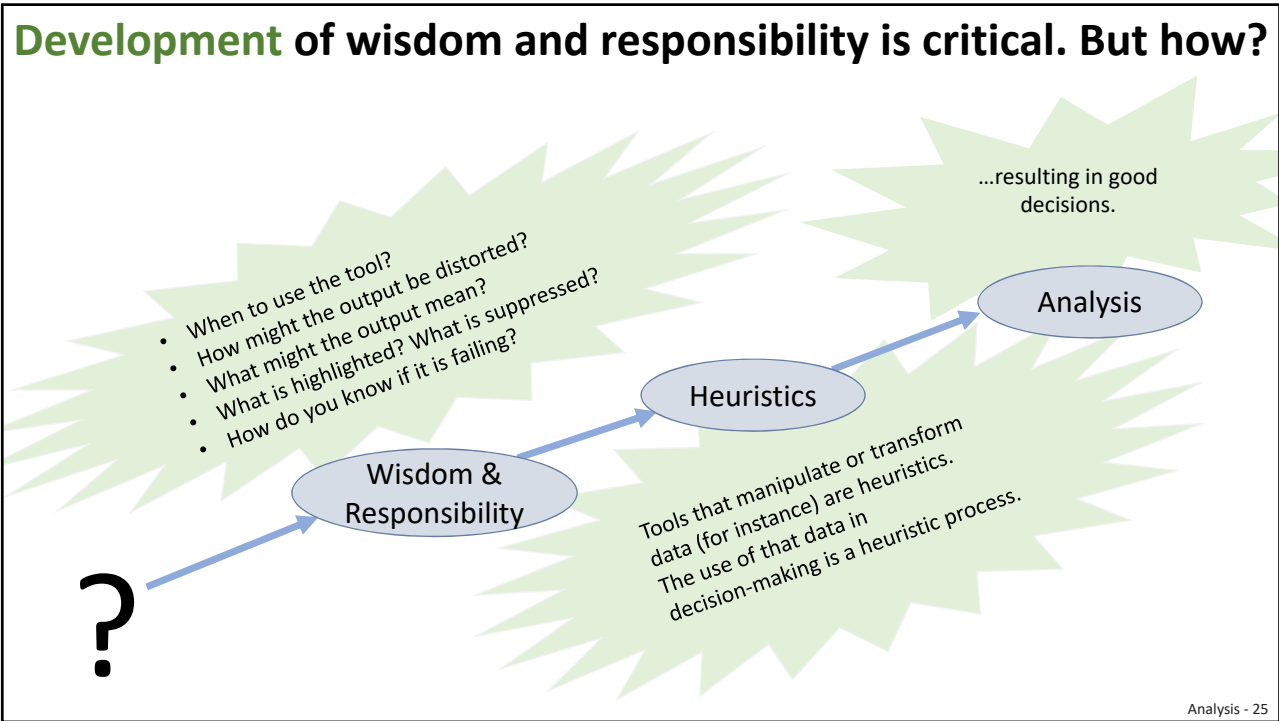 Development of wisdom and responsibility is critical. But how?
…resulting in good
decisions.
• When to use the tool?
• How might the output be distorted?
• What might the output mean?
• What is highlighted? What is suppressed?
• How do you know if it is failing?
Analysis
Heuristics
Wisdom &
Responsibility
Tools that manipulate or transform
data (for instance) are heuristics.
The use of that data in
decision-making is a heuristic process.
?
Analysis - 25